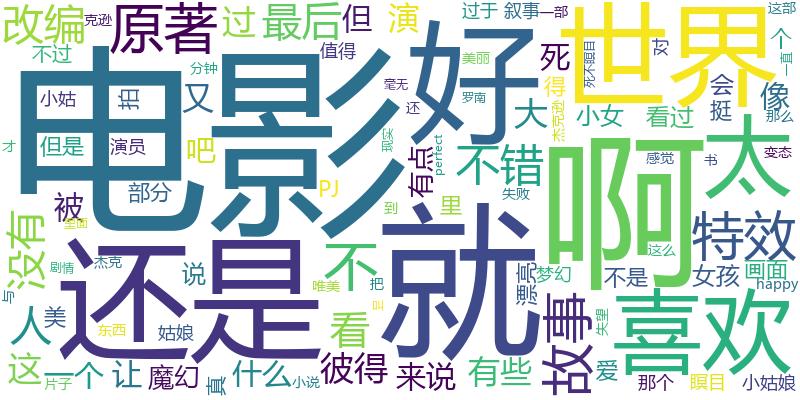 改编
克逊
原著
过
最后
但
演
过于
叙事
一部
世界
这部
不过
分钟
值得
好
美丽
死
死不瞑目
对
个
一直
小姑
电影
拍
又
毫无
还
罗南
得
杰克逊
大
小女
看过
会
挺
像
那么
才
但是
演员
吧
现实
perfect
有点
不错
啊
感觉
书
太
变态
部分
PJ
被
到
里
失败
没有
里面
还是
说
不
就
漂亮
梦幻
不是
这么
女孩
特效
画面
happy
剧情
杰克
与
人
美
东西
姑娘
唯美
把
呈
看
故事
失望
喜欢
这
片子
一个
让
魔幻
真
什么
小说
彼得
来说
有些
爱
那个
瞑目
小姑娘